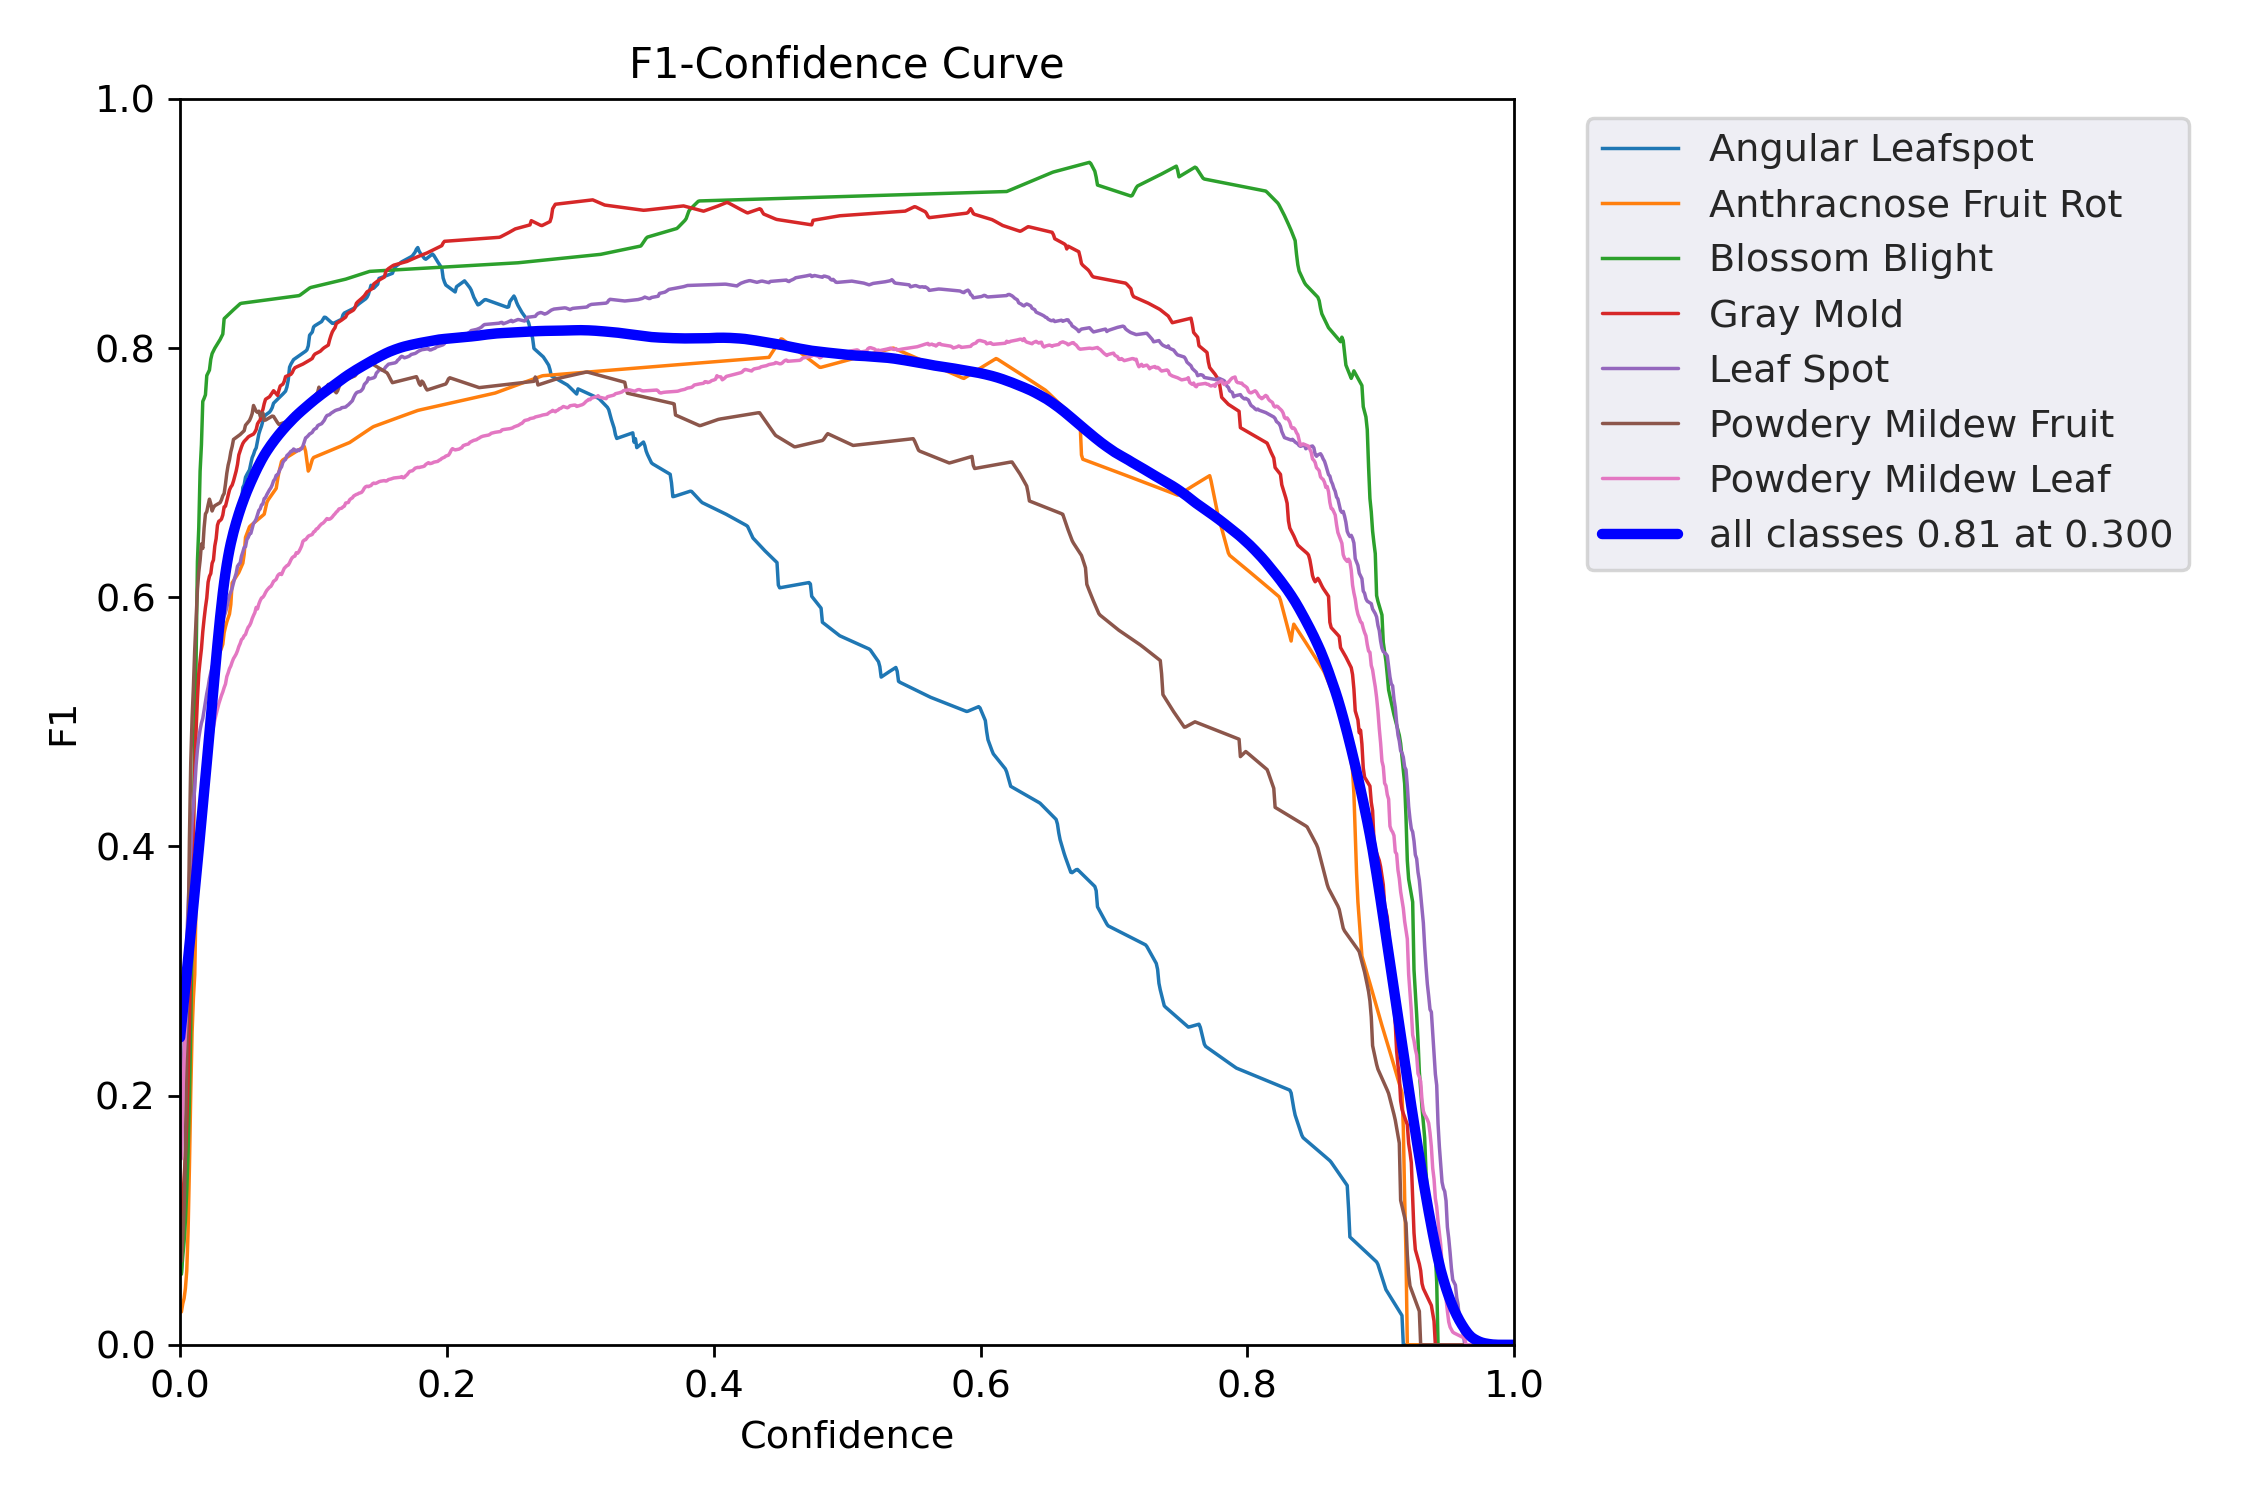 F1-Confidence Curve
1.0
0.8
0.6
0.4
0.2
0.0
F1
0.0 0.2 0.4 0.6 0.8 1.0
Confidence
Angular Leafspot
Anthracnose Fruit Rot
Blossom Blight
Gray Mold
Leaf Spot
Powdery Mildew Fruit
Powdery Mildew Leaf
all classes 0.81 at 0.300